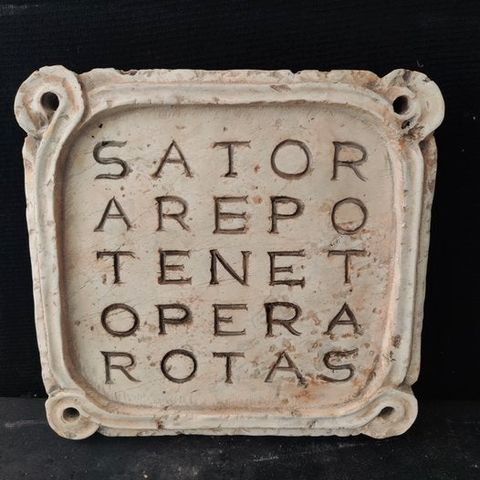 SATOR
AREPO
TENET
OPERA
ROTAS